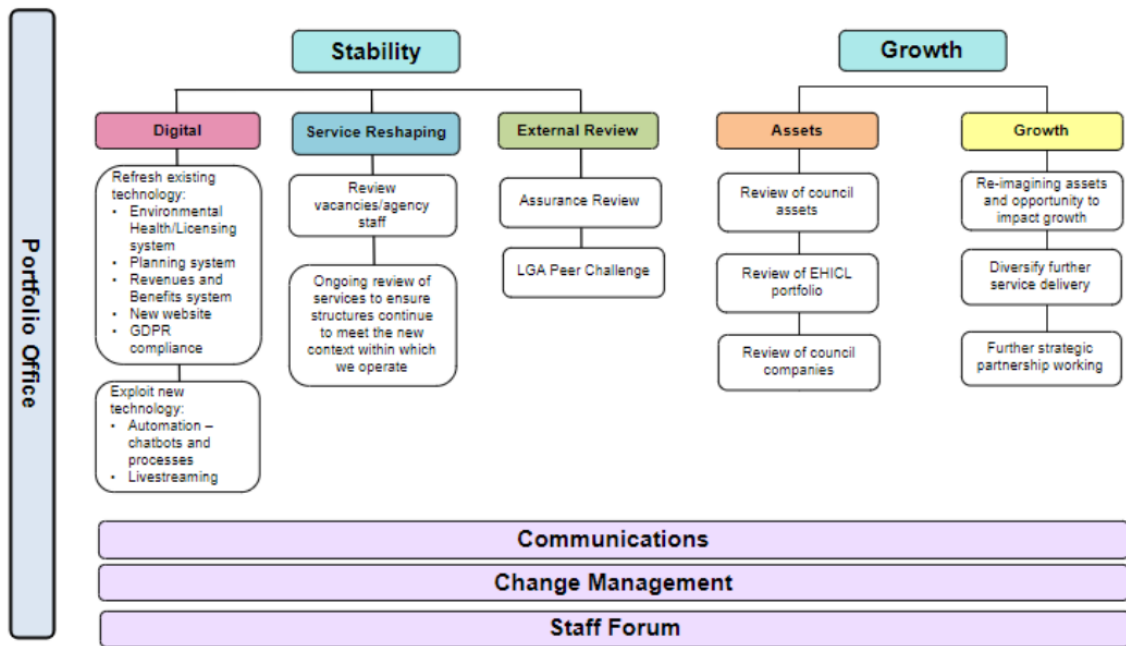 Portfolio Office
Stability
Growth
Digital
Service Reshaping
External Review
Assets
Growth
Refresh existing
technology:
• Environmental
Health/Licensing
system
• Planning system
• Revenues and
Benefits system
• New website
• GDPR
compliance
Exploit new
technology:
• Automation –
chatbots and
processes
• Livestreaming
Review
vacancies/agency
staff
Ongoing review of
services to ensure
structures continue
to meet the new
context within which
we operate
Assurance Review
LGA Peer Challenge
Review of council
assets
Review of EHICL
portfolio
Review of council
companies
Re-imagining assets
and opportunity to
impact growth
Diversify further
service delivery
Further strategic
partnership working
Communications
Change Management
Staff Forum